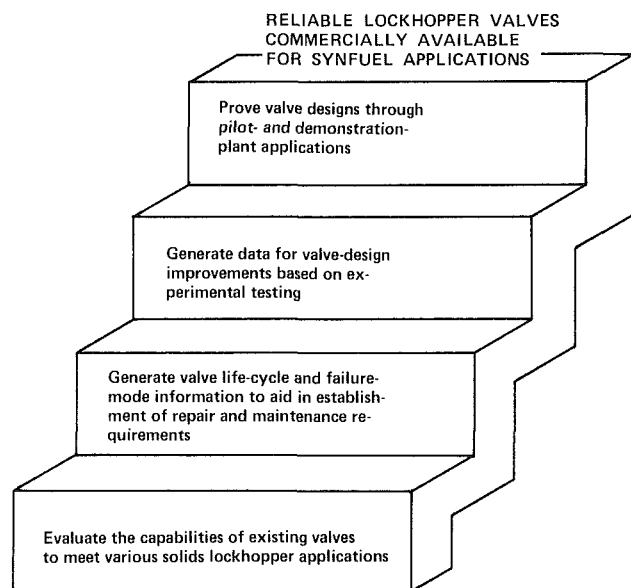 RELIABLE LOCKHOPPER VALVES
COMMERCIALLY AVAILABLE
FOR SYNFUEL APPLICATIONS
Prove valve designs through
pilot- and demonstration-
plant applications
Generate data for valve-design
improvements based on ex-
perimental testing
Generate valve life-cycle and failure-
mode information to aid in establish-
ment of repair and maintenance re-
quirements
Evaluate the capabilities of existing valves
to meet various solids lockhopper applications